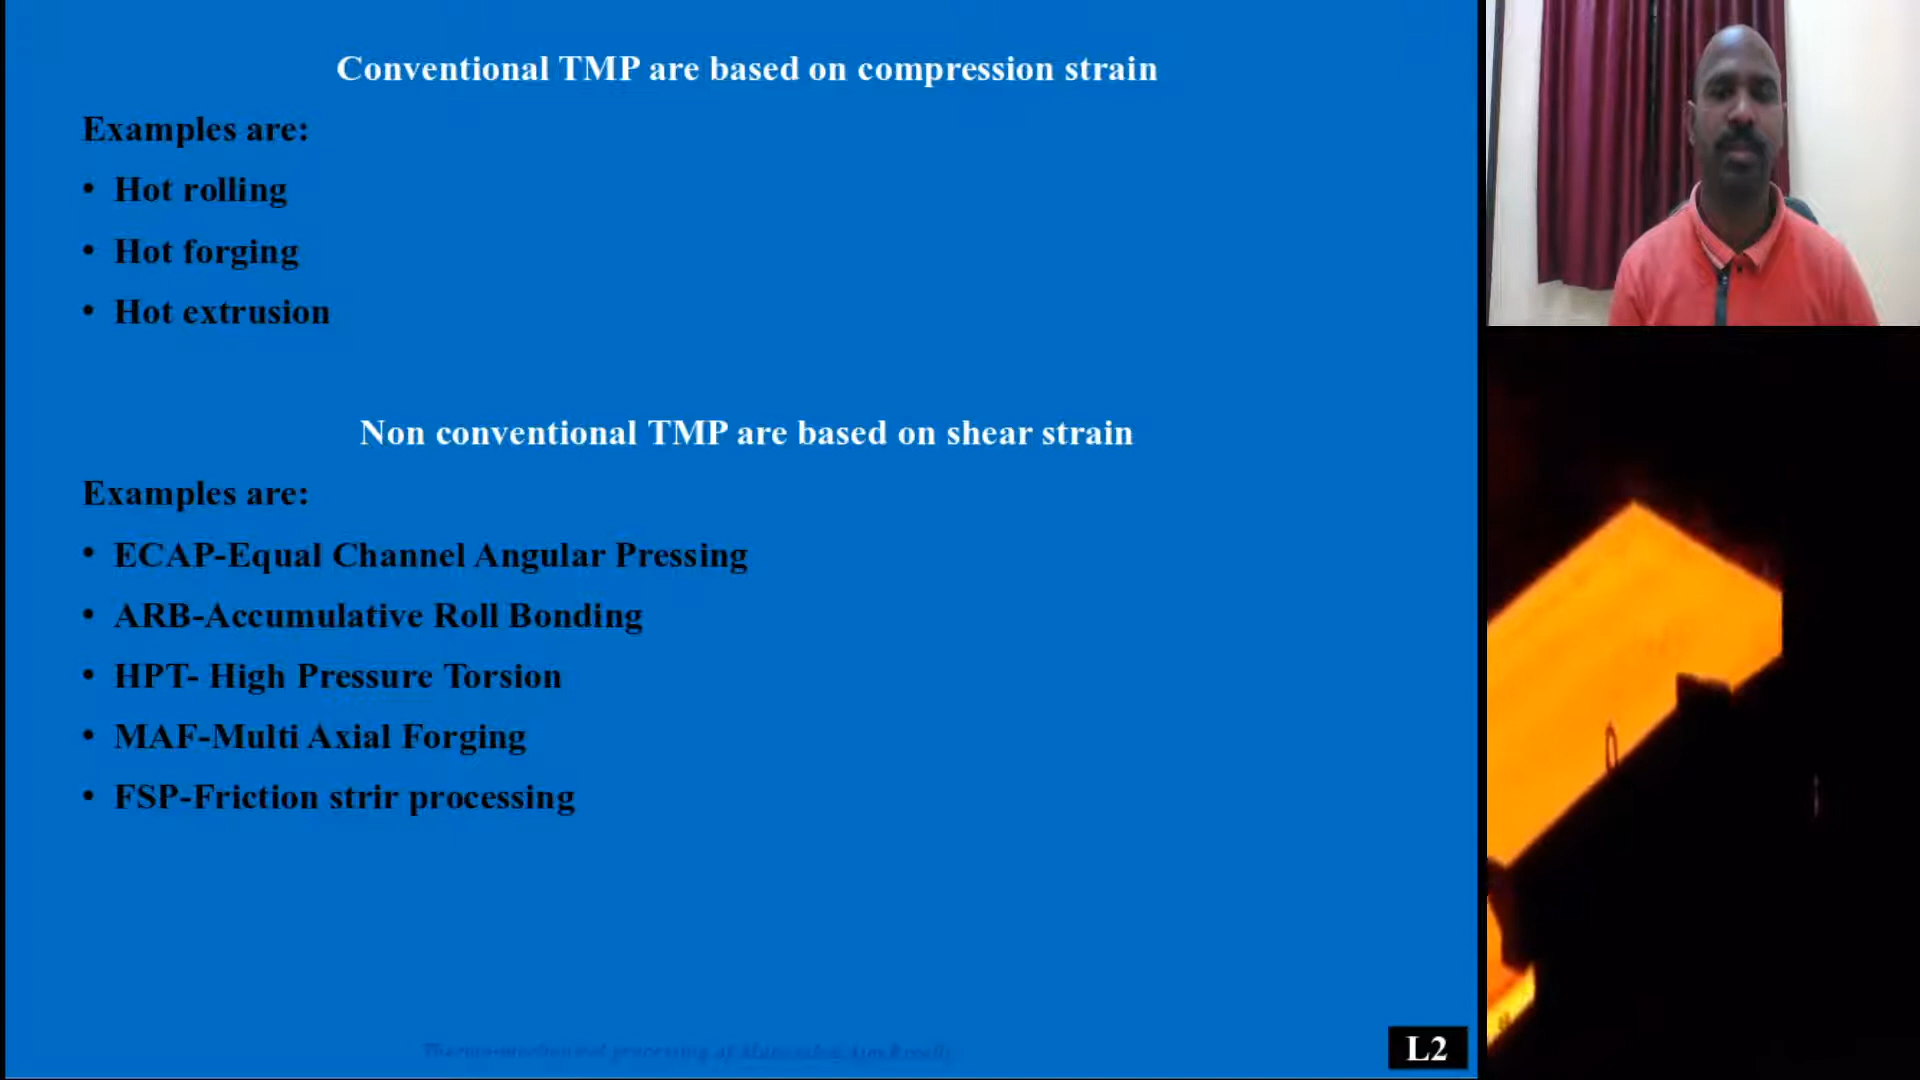 Conventional TMP are based on compression strain
Examples are:
• Hot rolling
• Hot forging
• Hot extrusion
Non conventional TMP are based on shear strain
Examples are:
• ECAP-Equal Channel Angular Pressing
• ARB-Accumulative Roll Bonding
• HPT- High Pressure Torsion
• MAF-Multi Axial Forging
• FSP-Friction strir processing
processing of
L2